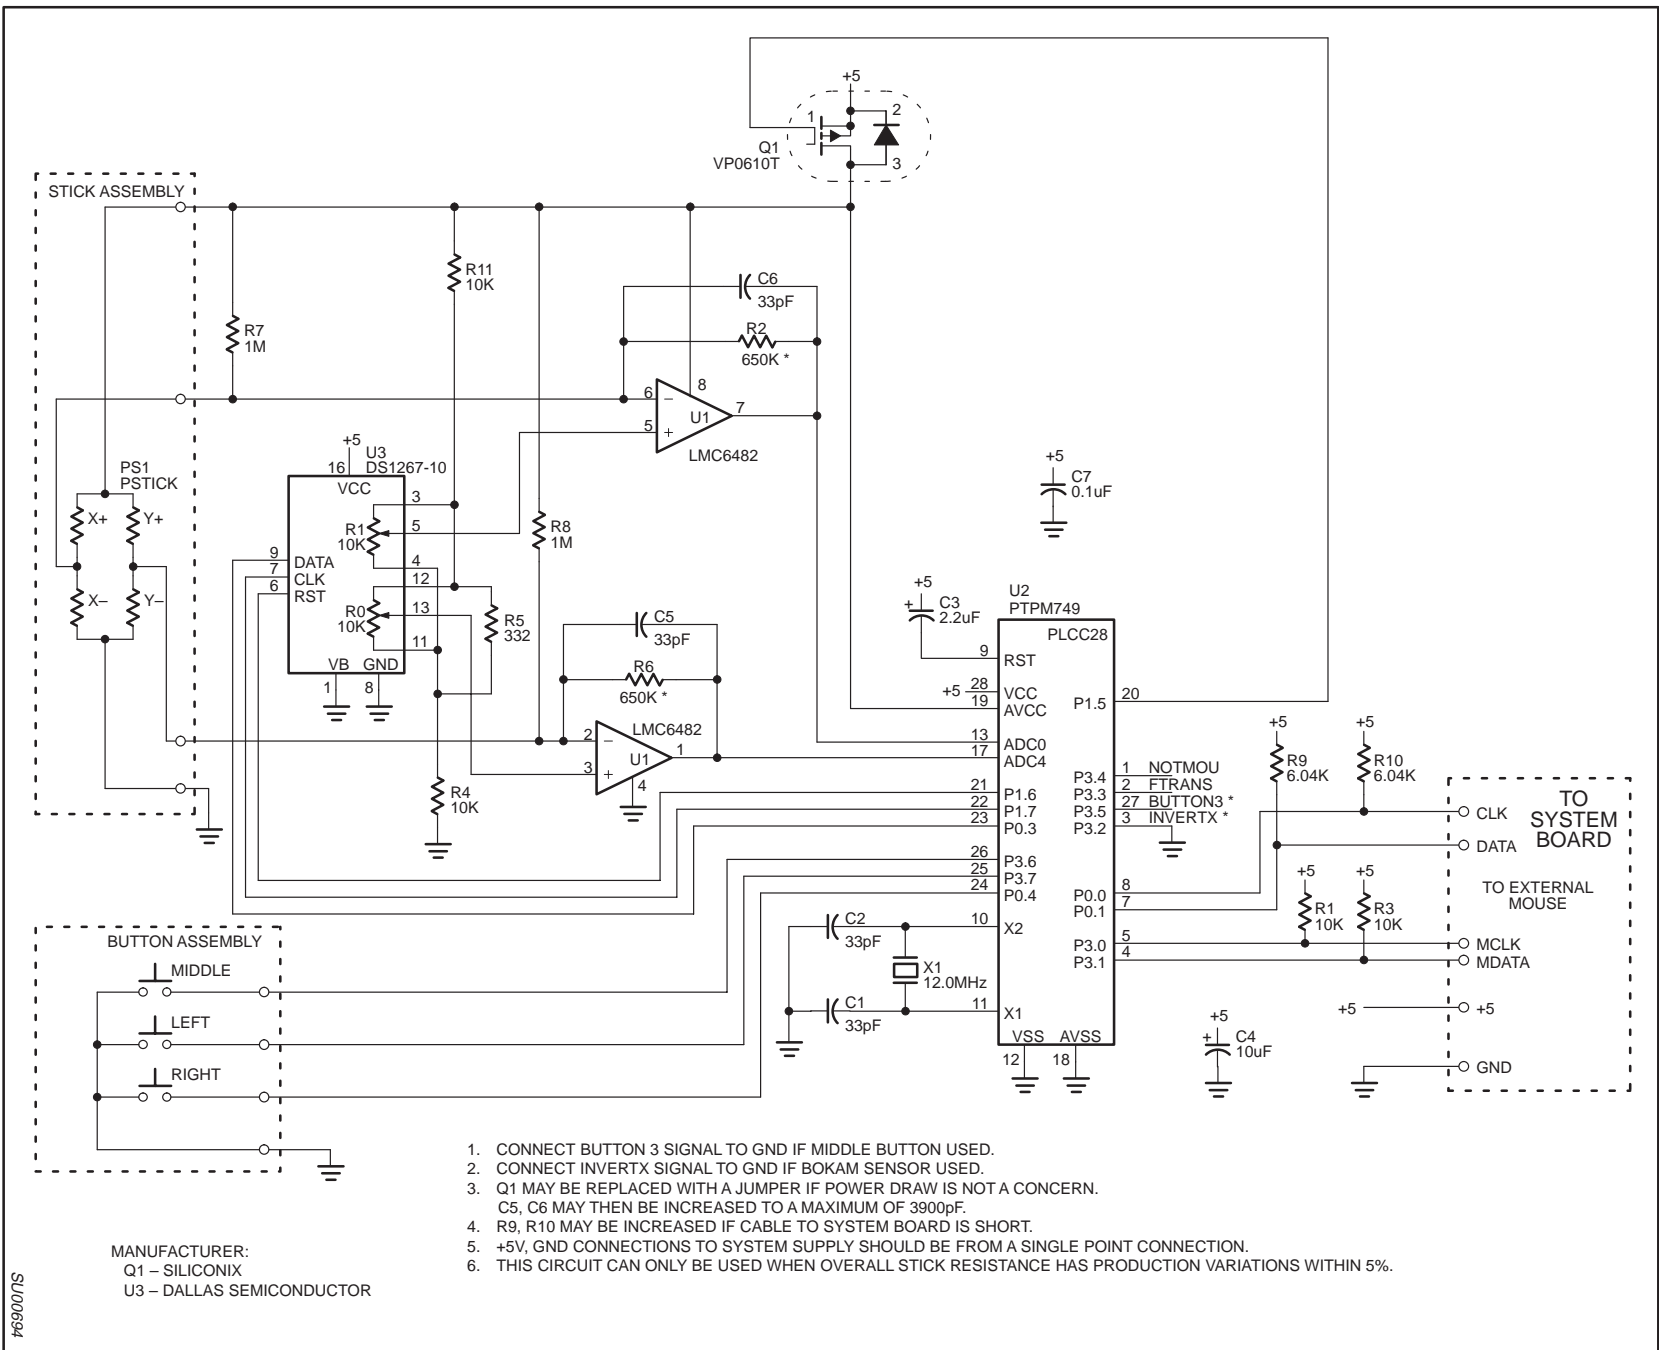 +5
1
2
3
Q1
VP0610T
STICK ASSEMBLY
R11
10K
C6
33pF
R7
1M
R2
650K *
8
6
–
7
U1
5
+
LMC6482
PS1
PSTICK
X+
Y+
X–
Y–
+5
U3
DS1267-10
16
VCC
3
R1
10K
5
4
12
R0
10K
13
11
9
DATA
7
CLK
6
RST
VB
GND
1
8
R8
1M
R5
332
C5
33pF
R6
650K *
LMC6482
2
–
1
U1
3
+
4
R4
10K
+5
C7
0.1uF
+5
+
C3
2.2uF
U2
PTPM749
PLCC28
9
RST
+5
28
VCC
19
AVCC
P1.5
20
13
ADC0
17
ADC4
21
P1.6
22
P1.7
23
P0.3
26
P3.6
25
P3.7
24
P0.4
10
X2
11
X1
VSS
AVSS
12
18
P3.4
1
NOTMOU
P3.3
2
FTRANS
P3.5
27
BUTTON3 *
P3.2
3
INVERTX *
P0.0
8
P0.1
7
P3.0
5
P3.1
4
C2
33pF
X1
12.0MHz
C1
33pF
+5
R9
6.04K
+5
R10
6.04K
+5
R1
10K
+5
R3
10K
+5
+
C4
10uF
TO
SYSTEM
BOARD
CLK
DATA
TO EXTERNAL
MOUSE
MCLK
MDATA
+5
+5
GND
BUTTON ASSEMBLY
MIDDLE
LEFT
RIGHT
1. CONNECT BUTTON 3 SIGNAL TO GND IF MIDDLE BUTTON USED.
2. CONNECT INVERTX SIGNAL TO GND IF BOKAM SENSOR USED.
3. Q1 MAY BE REPLACED WITH A JUMPER IF POWER DRAW IS NOT A CONCERN.
C5, C6 MAY THEN BE INCREASED TO A MAXIMUM OF 3900pF.
4. R9, R10 MAY BE INCREASED IF CABLE TO SYSTEM BOARD IS SHORT.
5. +5V, GND CONNECTIONS TO SYSTEM SUPPLY SHOULD BE FROM A SINGLE POINT CONNECTION.
6. THIS CIRCUIT CAN ONLY BE USED WHEN OVERALL STICK RESISTANCE HAS PRODUCTION VARIATIONS WITHIN 5%.
MANUFACTURER:
Q1 – SILICONIX
U3 – DALLAS SEMICONDUCTOR
SU00694